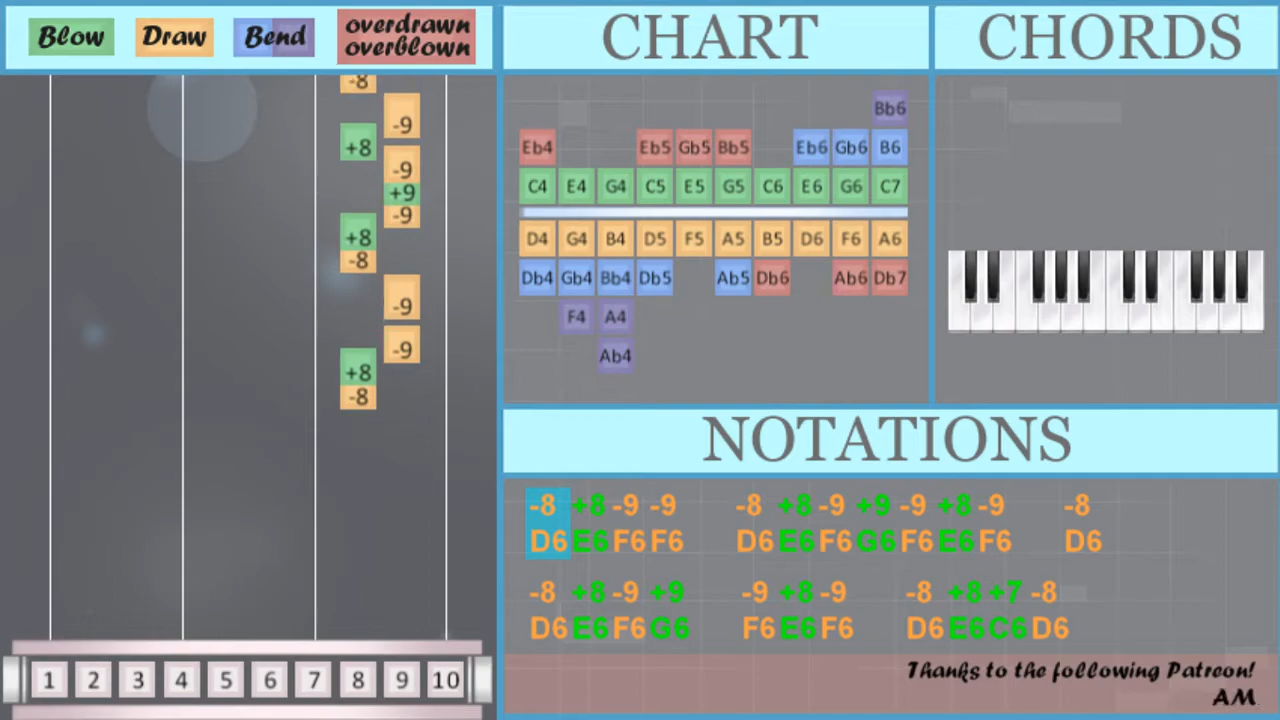 Blow Draw Bend overdrawn overblown
CHART
CHORDS
-8
-9
+8
-9
+9
-9
+8
-8
-9
-9
+8
-8
1 2 3 4 5 6 7 8 9 10
Bb6
Eb4 Eb5 Gb5 Bb5 Eb6 Gb6 B6
C4 E4 G4 C5 E5 G5 C6 E6 G6 C7
D4 G4 B4 D5 F5 A5 B5 D6 F6 A6
Db4 Gb4 Bb4 Db5 Ab5 Db6 Ab6 Db7
F4 A4
Ab4
NOTATIONS
-8 +8 -9 -9 -8 +8 -9 +9 -9 +8 -9 -8
D6 E6 F6 F6 D6 E6 F6 G6 F6 E6 F6 D6
-8 +8 -9 +9 -9 +8 -9 -8 +8 +7 -8
D6 E6 F6 G6 F6 E6 F6 D6 E6 C6 D6
Thanks to the following Patreon!
AM